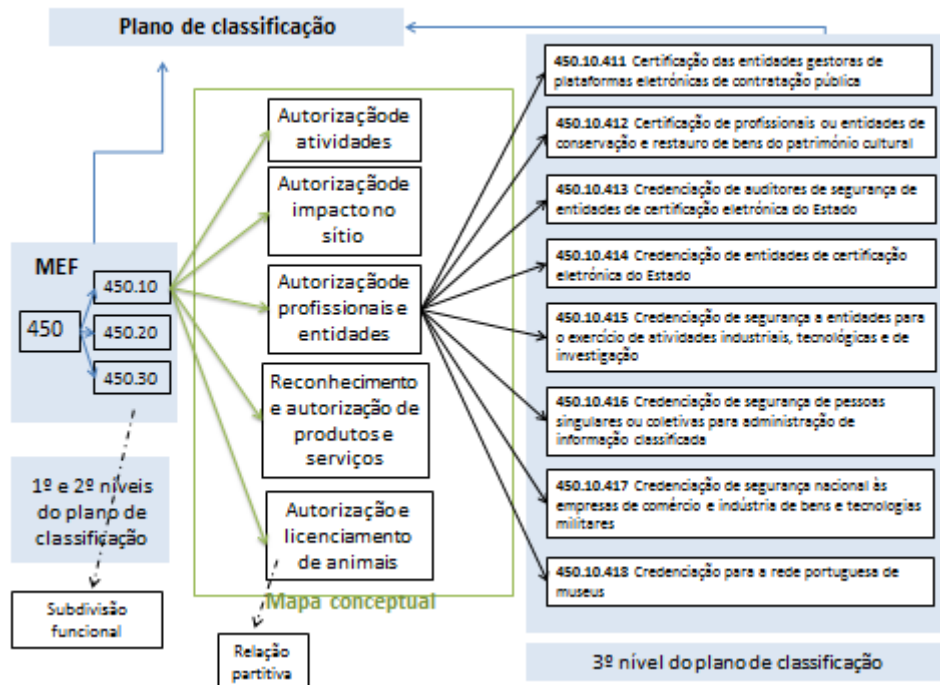 Plano de classificação
MEF
450
450.10
450.20
450.30
1º e 2º níveis
do plano de
classificação
Subdivisão
funcional
Autorizaçãode
atividades
Autorizaçãode
impacto no
sítio
Autorizaçãode
profissionais e
entidades
Reconhecimento
e autorização de
produtos e
serviços
Autorização e
licenciamento
de animais
Mapa conceptual
Relação
partitiva
450.10.411 Certificação das entidades gestoras de
plataformas eletrónicas de contratação pública
450.10.412 Certificação de profissionais ou entidades de
conservação e restauro de bens do património cultural
450.10.413 Credenciação de auditores de segurança de
entidades de certificação eletrónica do Estado
450.10.414 Credenciação de entidades de certificação
eletrónica do Estado
450.10.415 Credenciação de segurança a entidades para
o exercício de atividades industriais, tecnológicas e de
investigação
450.10.416 Credenciação de segurança de pessoas
singulares ou coletivas para administração de
informação classificada
450.10.417 Credenciação de segurança nacional às
empresas de comércio e indústria de bens e tecnologias
militares
450.10.418 Credenciação para a rede portuguesa de
museus
3º nível do plano de classificação